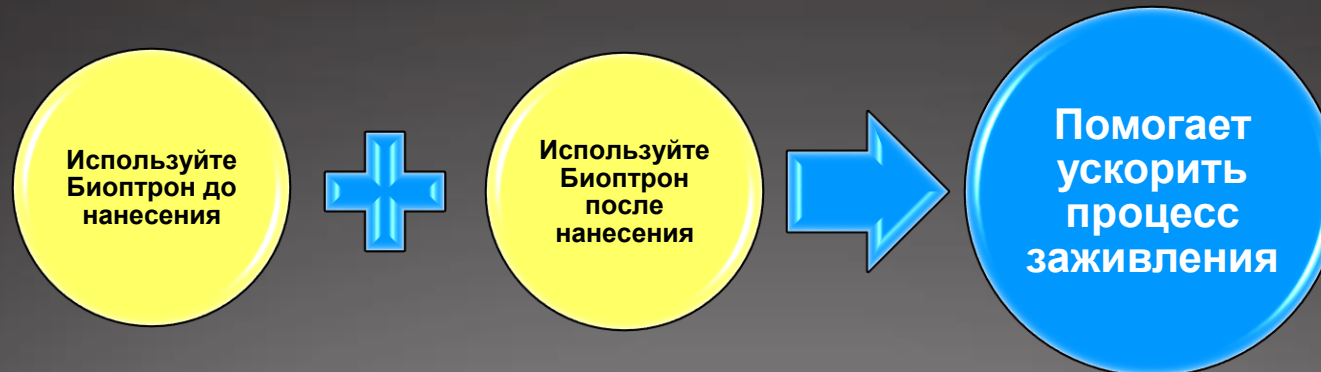 Используйте
Биоптрон до
нанесения
Используйте
Биоптрон
после
нанесения
Помогает
ускорить
процесс
заживления